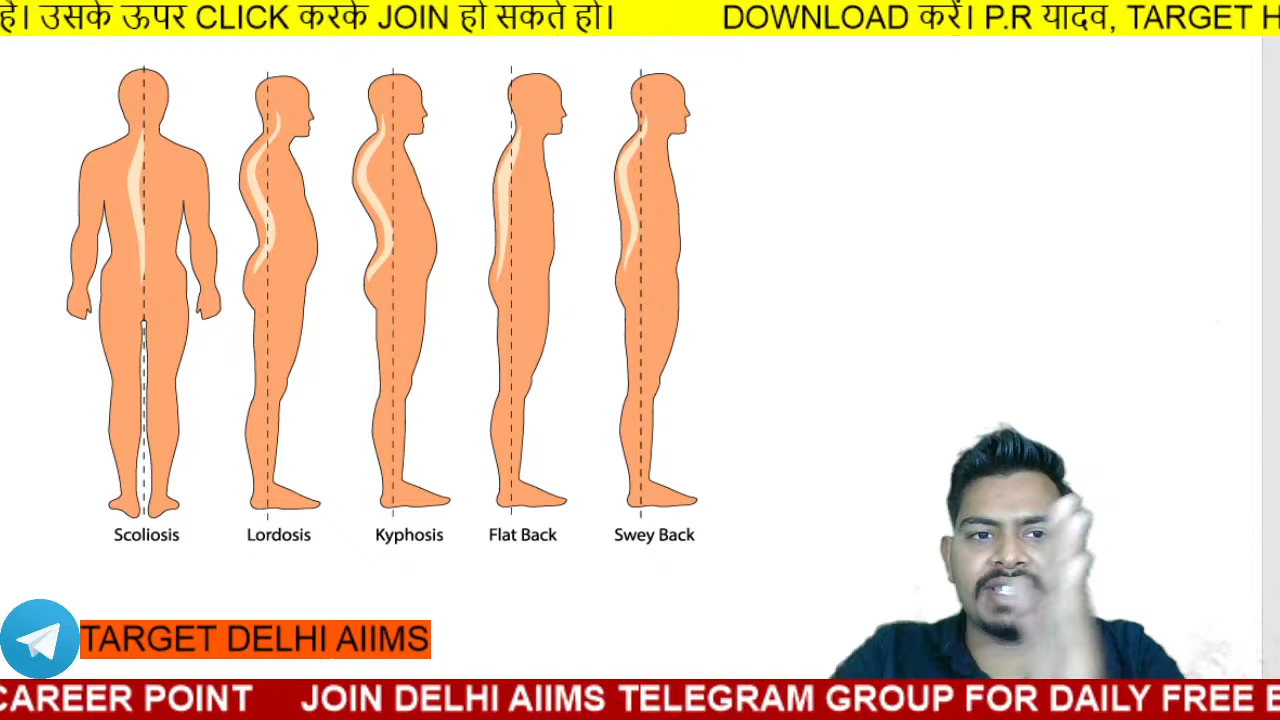 है। उसके ऊपर CLICK करके JOIN हो सकते हो। DOWNLOAD करें। P.R यादव, TARGET H
Scoliosis Lordosis Kyphosis Flat Back Swey Back
TARGET DELHI AIIMS
CAREER POINT JOIN DELHI AIIMS TELEGRAM GROUP FOR DAILY FREE E